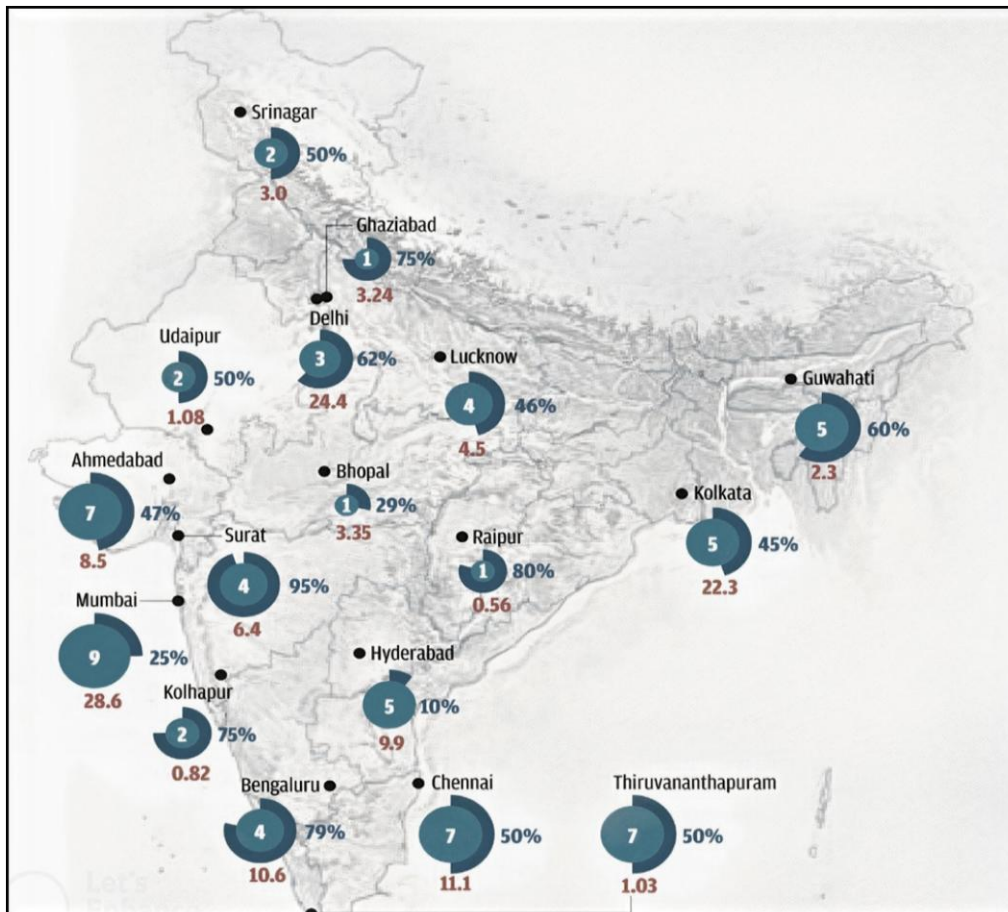 Srinagar
2 50%
3.0
Ghaziabad
1 75%
3.24
Delhi
3 62%
24.4
Udaipur
2 50%
1.08
Lucknow
4 46%
4.5
Guwahati
5 60%
2.3
Ahmedabad
7 47%
8.5
Bhopal
1 29%
3.35
Kolkata
5 45%
22.3
Surat
4 95%
6.4
Raipur
1 80%
0.56
Mumbai
9 25%
28.6
Hyderabad
5 10%
9.9
Kolhapur
2 75%
0.82
Bengaluru
4 79%
10.6
Chennai
7 50%
11.1
Thiruvananthapuram
7 50%
1.03
Let's